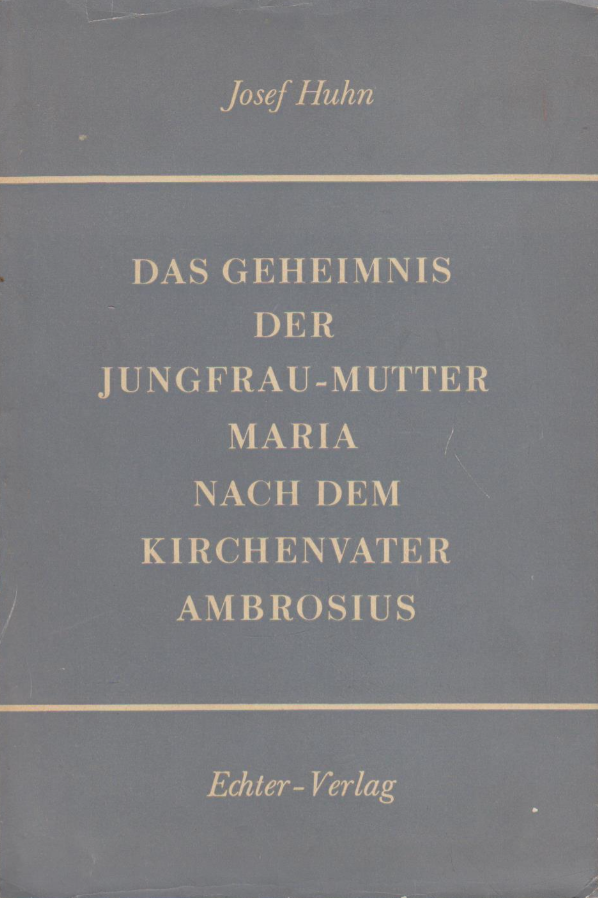 Josef Huhn
DAS GEHEIMNIS
DER
JUNGFRAU-MUTTER
MARIA
NACH DEM
KIRCHENVATER
AMBROSIUS
Echter-Verlag